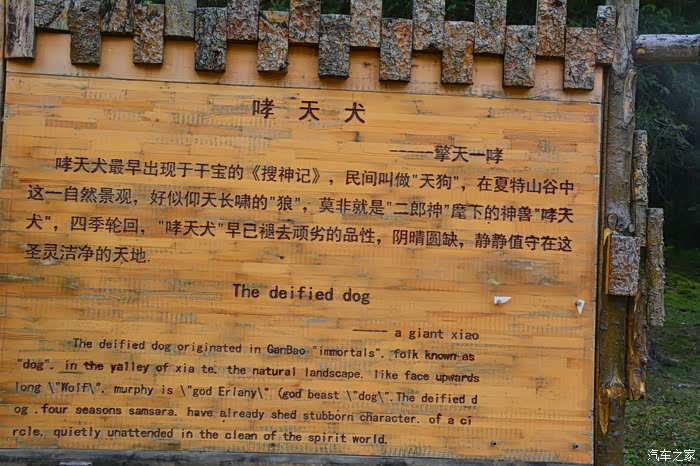 哮天犬
——擎天一哮
哮天犬最早出现于干宝的《搜神记》，民间叫做"天狗"，在夏特山谷中
这一自然景观，好似仰天长啸的"狼"，莫非就是"二郎神"麾下的神兽"哮天
犬"，四季轮回，"哮天犬"早已褪去顽劣的品性，阴晴圆缺，静静值守在这
圣灵洁净的天地.
The deified dog
—— a giant xiao
The deified dog originated in GanBao "immortals". folk known as
"dog". in the valley of xia te. the natural landscape. like face upwards
long \"Wolf\". murphy is \"god Erlany\" (god beast \"dog\".The deified d
og .four seasons samsara. have already shed stubborn character. of a ci
role. quietly unattended in the clean of the spirit world.
汽车之家